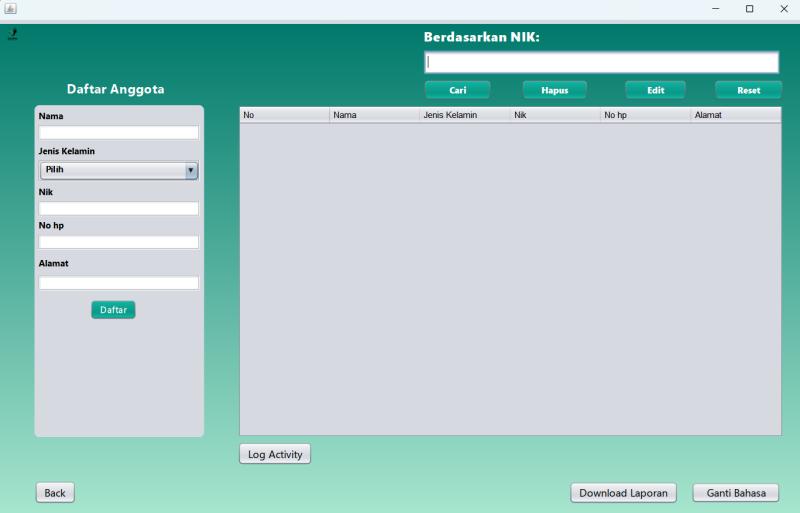 Berdasarkan NIK:
Cari Hapus Edit Reset
Daftar Anggota
Nama
Jenis Kelamin
Pilih
Nik
No hp
Alamat
Daftar
No Nama Jenis Kelamin Nik No hp Alamat
Log Activity
Back Download Laporan Ganti Bahasa